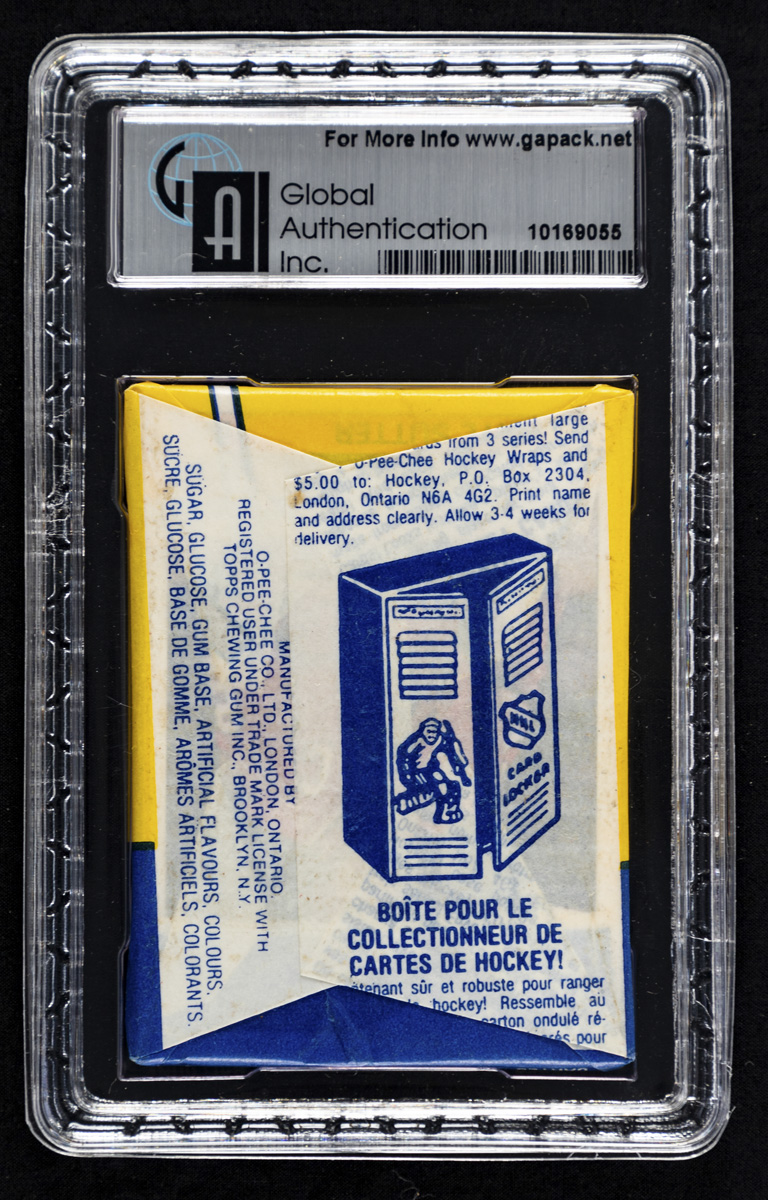 For More Info www.gapack.net
GA
Global
Authentication
Inc.
10169055
large
from 3 series! Send
O-Pee-Chee Hockey Wraps and
$5.00 to: Hockey, P.O. Box 2304,
London, Ontario N6A 4G2. Print name
and address clearly. Allow 3-4 weeks for
delivery.
NHL
CARD
LOCKER
BOÎTE POUR LE
COLLECTIONNEUR DE
CARTES DE HOCKEY!
tenant sûr et robuste pour ranger
hockey! Ressemble au
carton ondulé ré-
pour
MANUFACTURED BY
O-PEE-CHEE CO., LTD. LONDON, ONTARIO,
REGISTERED USER UNDER TRADE MARK LICENSE WITH
TOPPS CHEWING GUM INC., BROOKLYN, N.Y.
SUGAR, GLUCOSE, GUM BASE, ARTIFICIAL FLAVOURS, COLOURS.
SUCRE, GLUCOSE, BASE DE GOMME, ARÔMES ARTIFICIELS, COLORANTS.